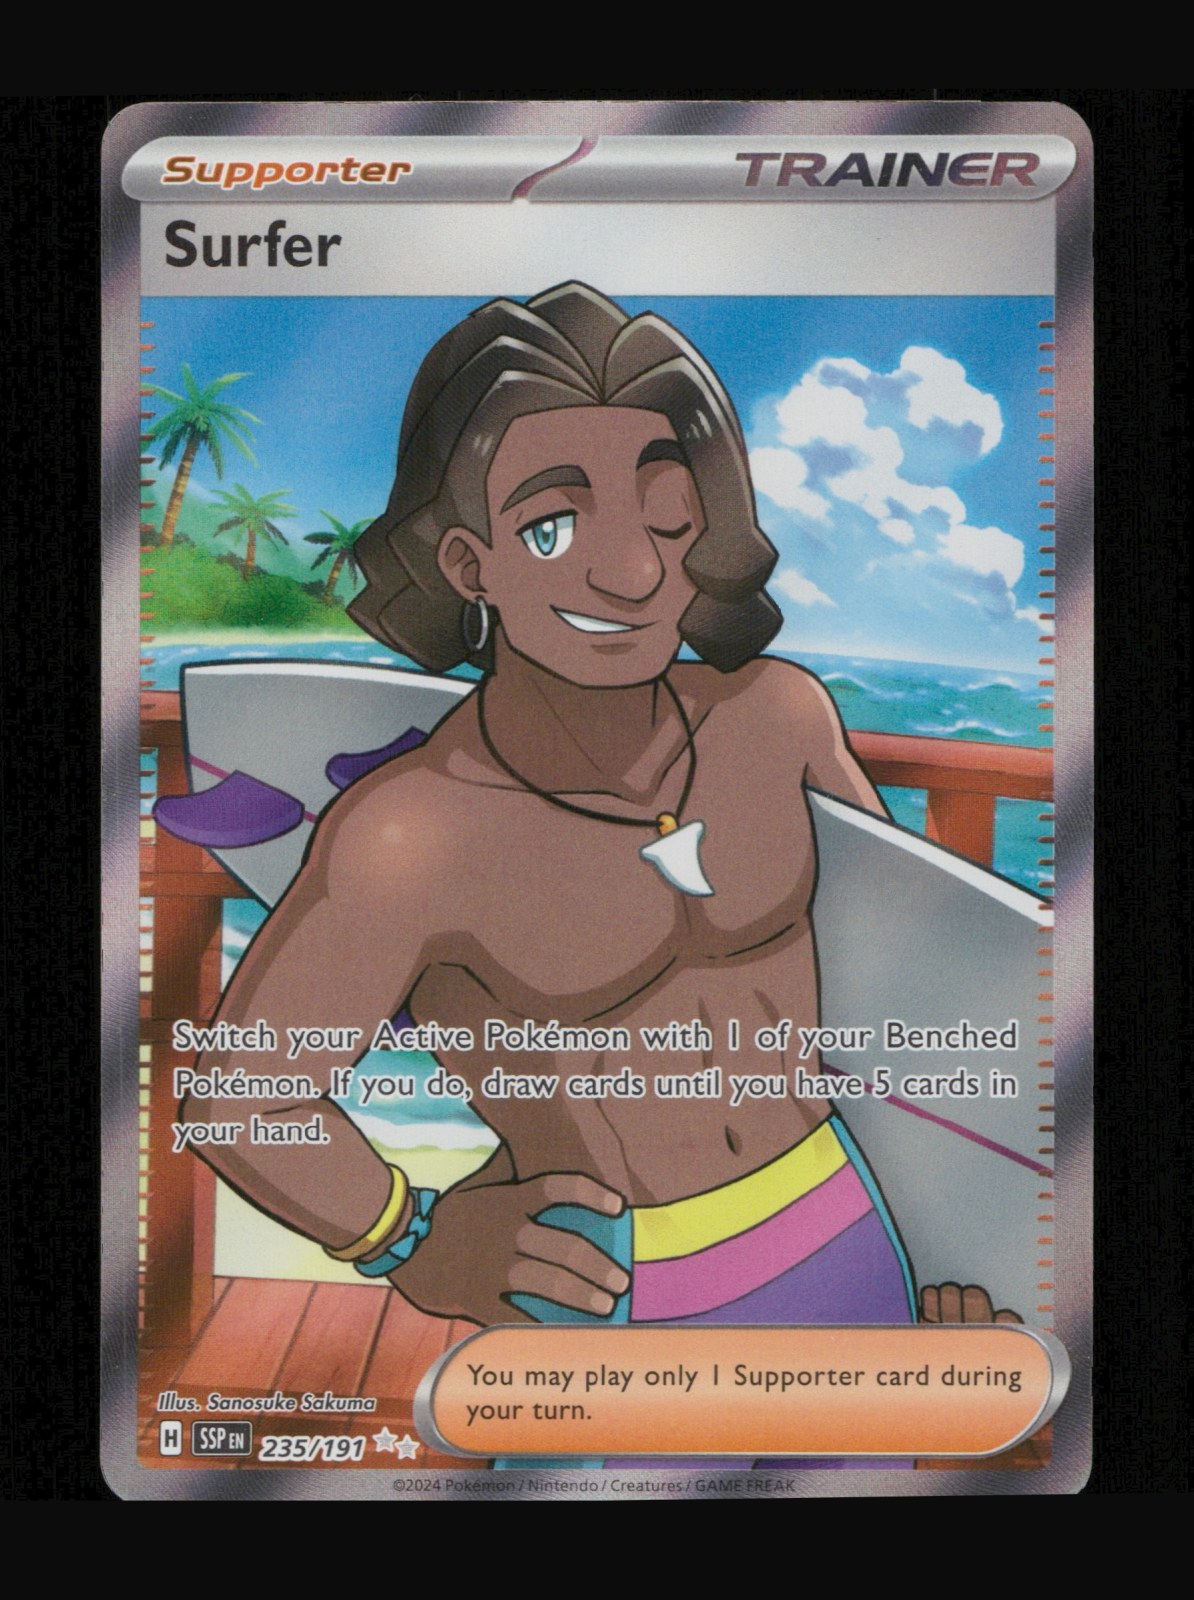 Supporter TRAINER
Surfer
Switch your Active Pokémon with 1 of your Benched
Pokémon. If you do, draw cards until you have 5 cards in
your hand.
You may play only 1 Supporter card during
your turn.
Illus. Sanosuke Sakuma
H SSP EN 235/191
©2024 Pokémon / Nintendo / Creatures / GAME FREAK